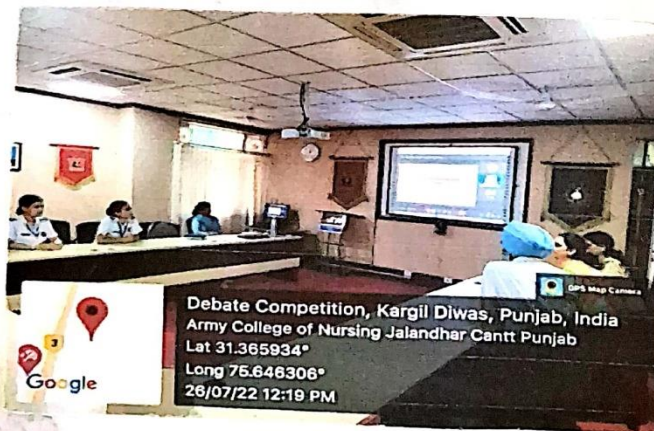 GPS Map Camera
Debate Competition, Kargil Diwas, Punjab, India
Army College of Nursing Jalandhar Cantt Punjab
Lat 31.365934°
Long 75.646306°
26/07/22 12:19 PM
3
Google